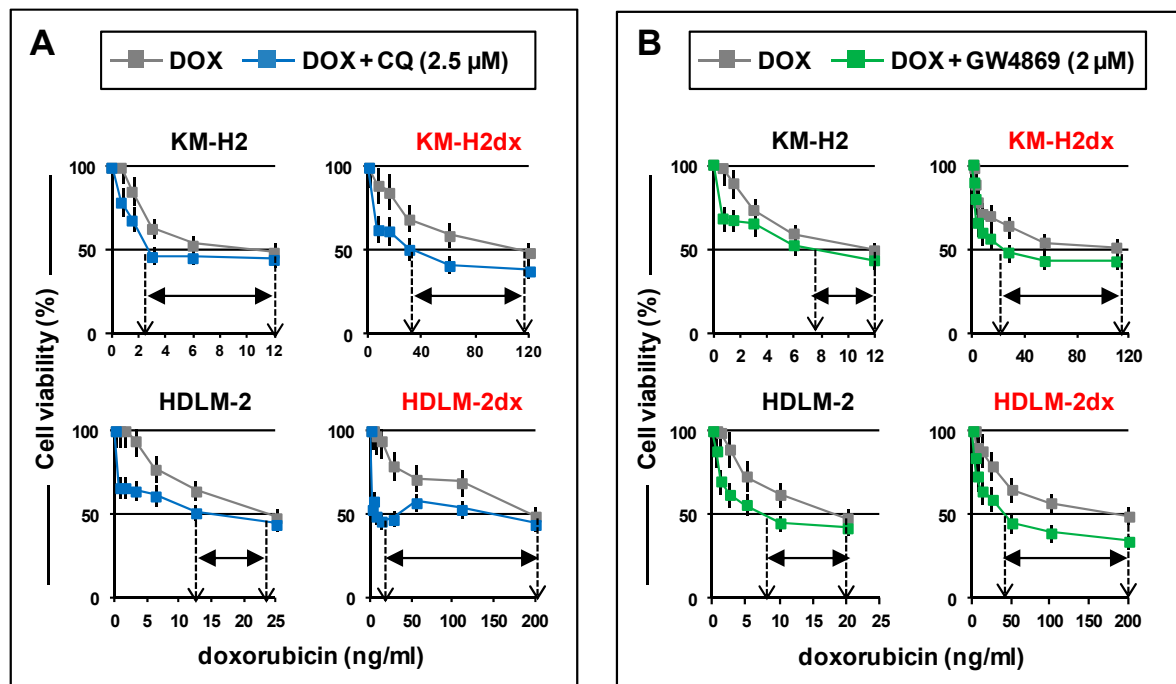 A
DOX DOX + CQ (2.5 µM)
KM-H2 KM-H2dx
100 100
50 50
0 0
0 2 4 6 8 10 12 0 40 80 120
HDLM-2 HDLM-2dx
100 100
50 50
0 0
0 5 10 15 20 25 0 50 100 150 200
Cell viability (%)
doxorubicin (ng/ml)
B
DOX DOX + GW4869 (2 µM)
KM-H2 KM-H2dx
100 100
50 50
0 0
0 2 4 6 8 10 12 0 40 80 120
HDLM-2 HDLM-2dx
100 100
50 50
0 0
0 5 10 15 20 25 0 50 100 150 200
Cell viability (%)
doxorubicin (ng/ml)